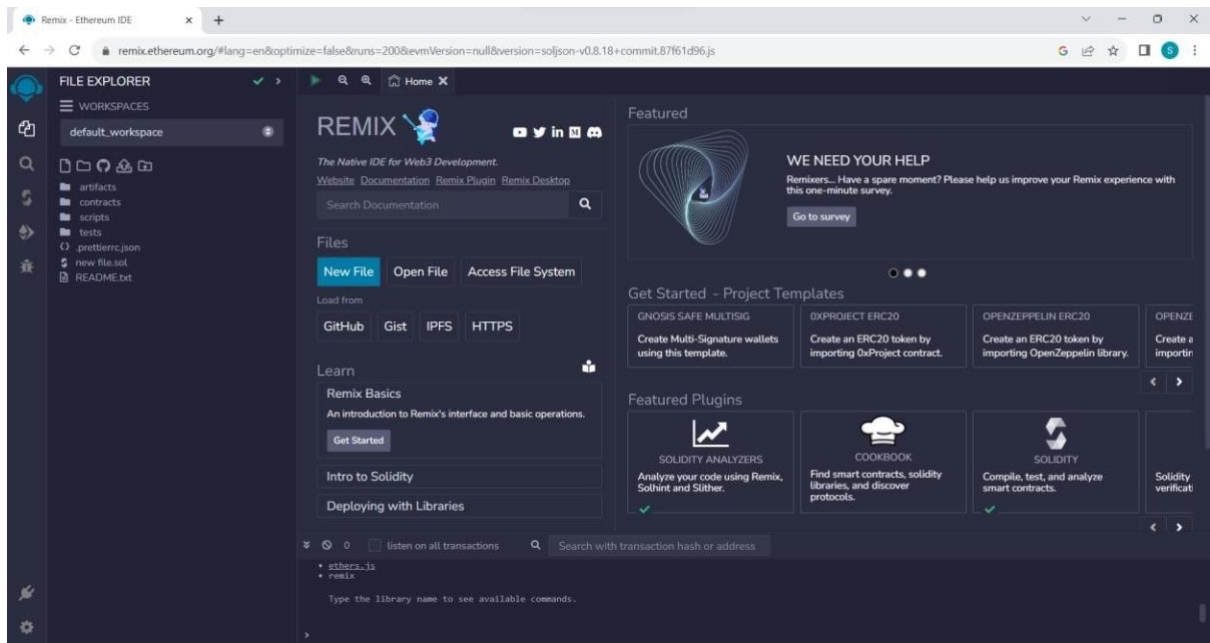 Remix - Ethereum IDE
remix.ethereum.org/#lang=en&optimize=false&runs=200&evmVersion=null&version=soljson-v0.8.18+commit.87f61d96.js
S
FILE EXPLORER
WORKSPACES
default_workspace
artifacts
contracts
scripts
tests
.prettierrc.json
new file.sol
README.txt
Home
REMIX
The Native IDE for Web3 Development.
Website Documentation Remix Plugin Remix Desktop
Search Documentation
Files
New File Open File Access File System
Load from
GitHub Gist IPFS HTTPS
Learn
Remix Basics
An introduction to Remix's interface and basic operations.
Get Started
Intro to Solidity
Deploying with Libraries
Featured
WE NEED YOUR HELP
Remixers... Have a spare moment? Please help us improve your Remix experience with
this one-minute survey.
Go to survey
Get Started - Project Templates
GNOSIS SAFE MULTISIG
Create Multi-Signature wallets
using this template.
0XPROJECT ERC20
Create an ERC20 token by
importing 0xProject contract.
OPENZEPPELIN ERC20
Create an ERC20 token by
importing OpenZeppelin library.
OPENZE
Create a
importin
Featured Plugins
SOLIDITY ANALYZERS
Analyze your code using Remix,
Solhint and Slither.
COOKBOOK
Find smart contracts, solidity
libraries, and discover
protocols.
SOLIDITY
Compile, test, and analyze
smart contracts.
Solidity
verificati
0 listen on all transactions Search with transaction hash or address
• ethers.js
• remix
Type the library name to see available commands.
>